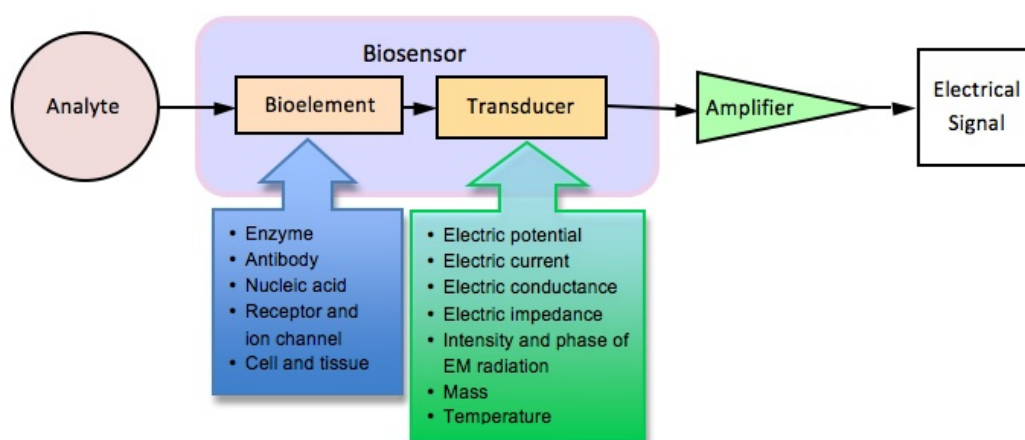 Biosensor
Analyte
Bioelement
Transducer
Amplifier
Electrical
Signal
• Enzyme
• Antibody
• Nucleic acid
• Receptor and
ion channel
• Cell and tissue
• Electric potential
• Electric current
• Electric conductance
• Electric impedance
• Intensity and phase of
EM radiation
• Mass
• Temperature